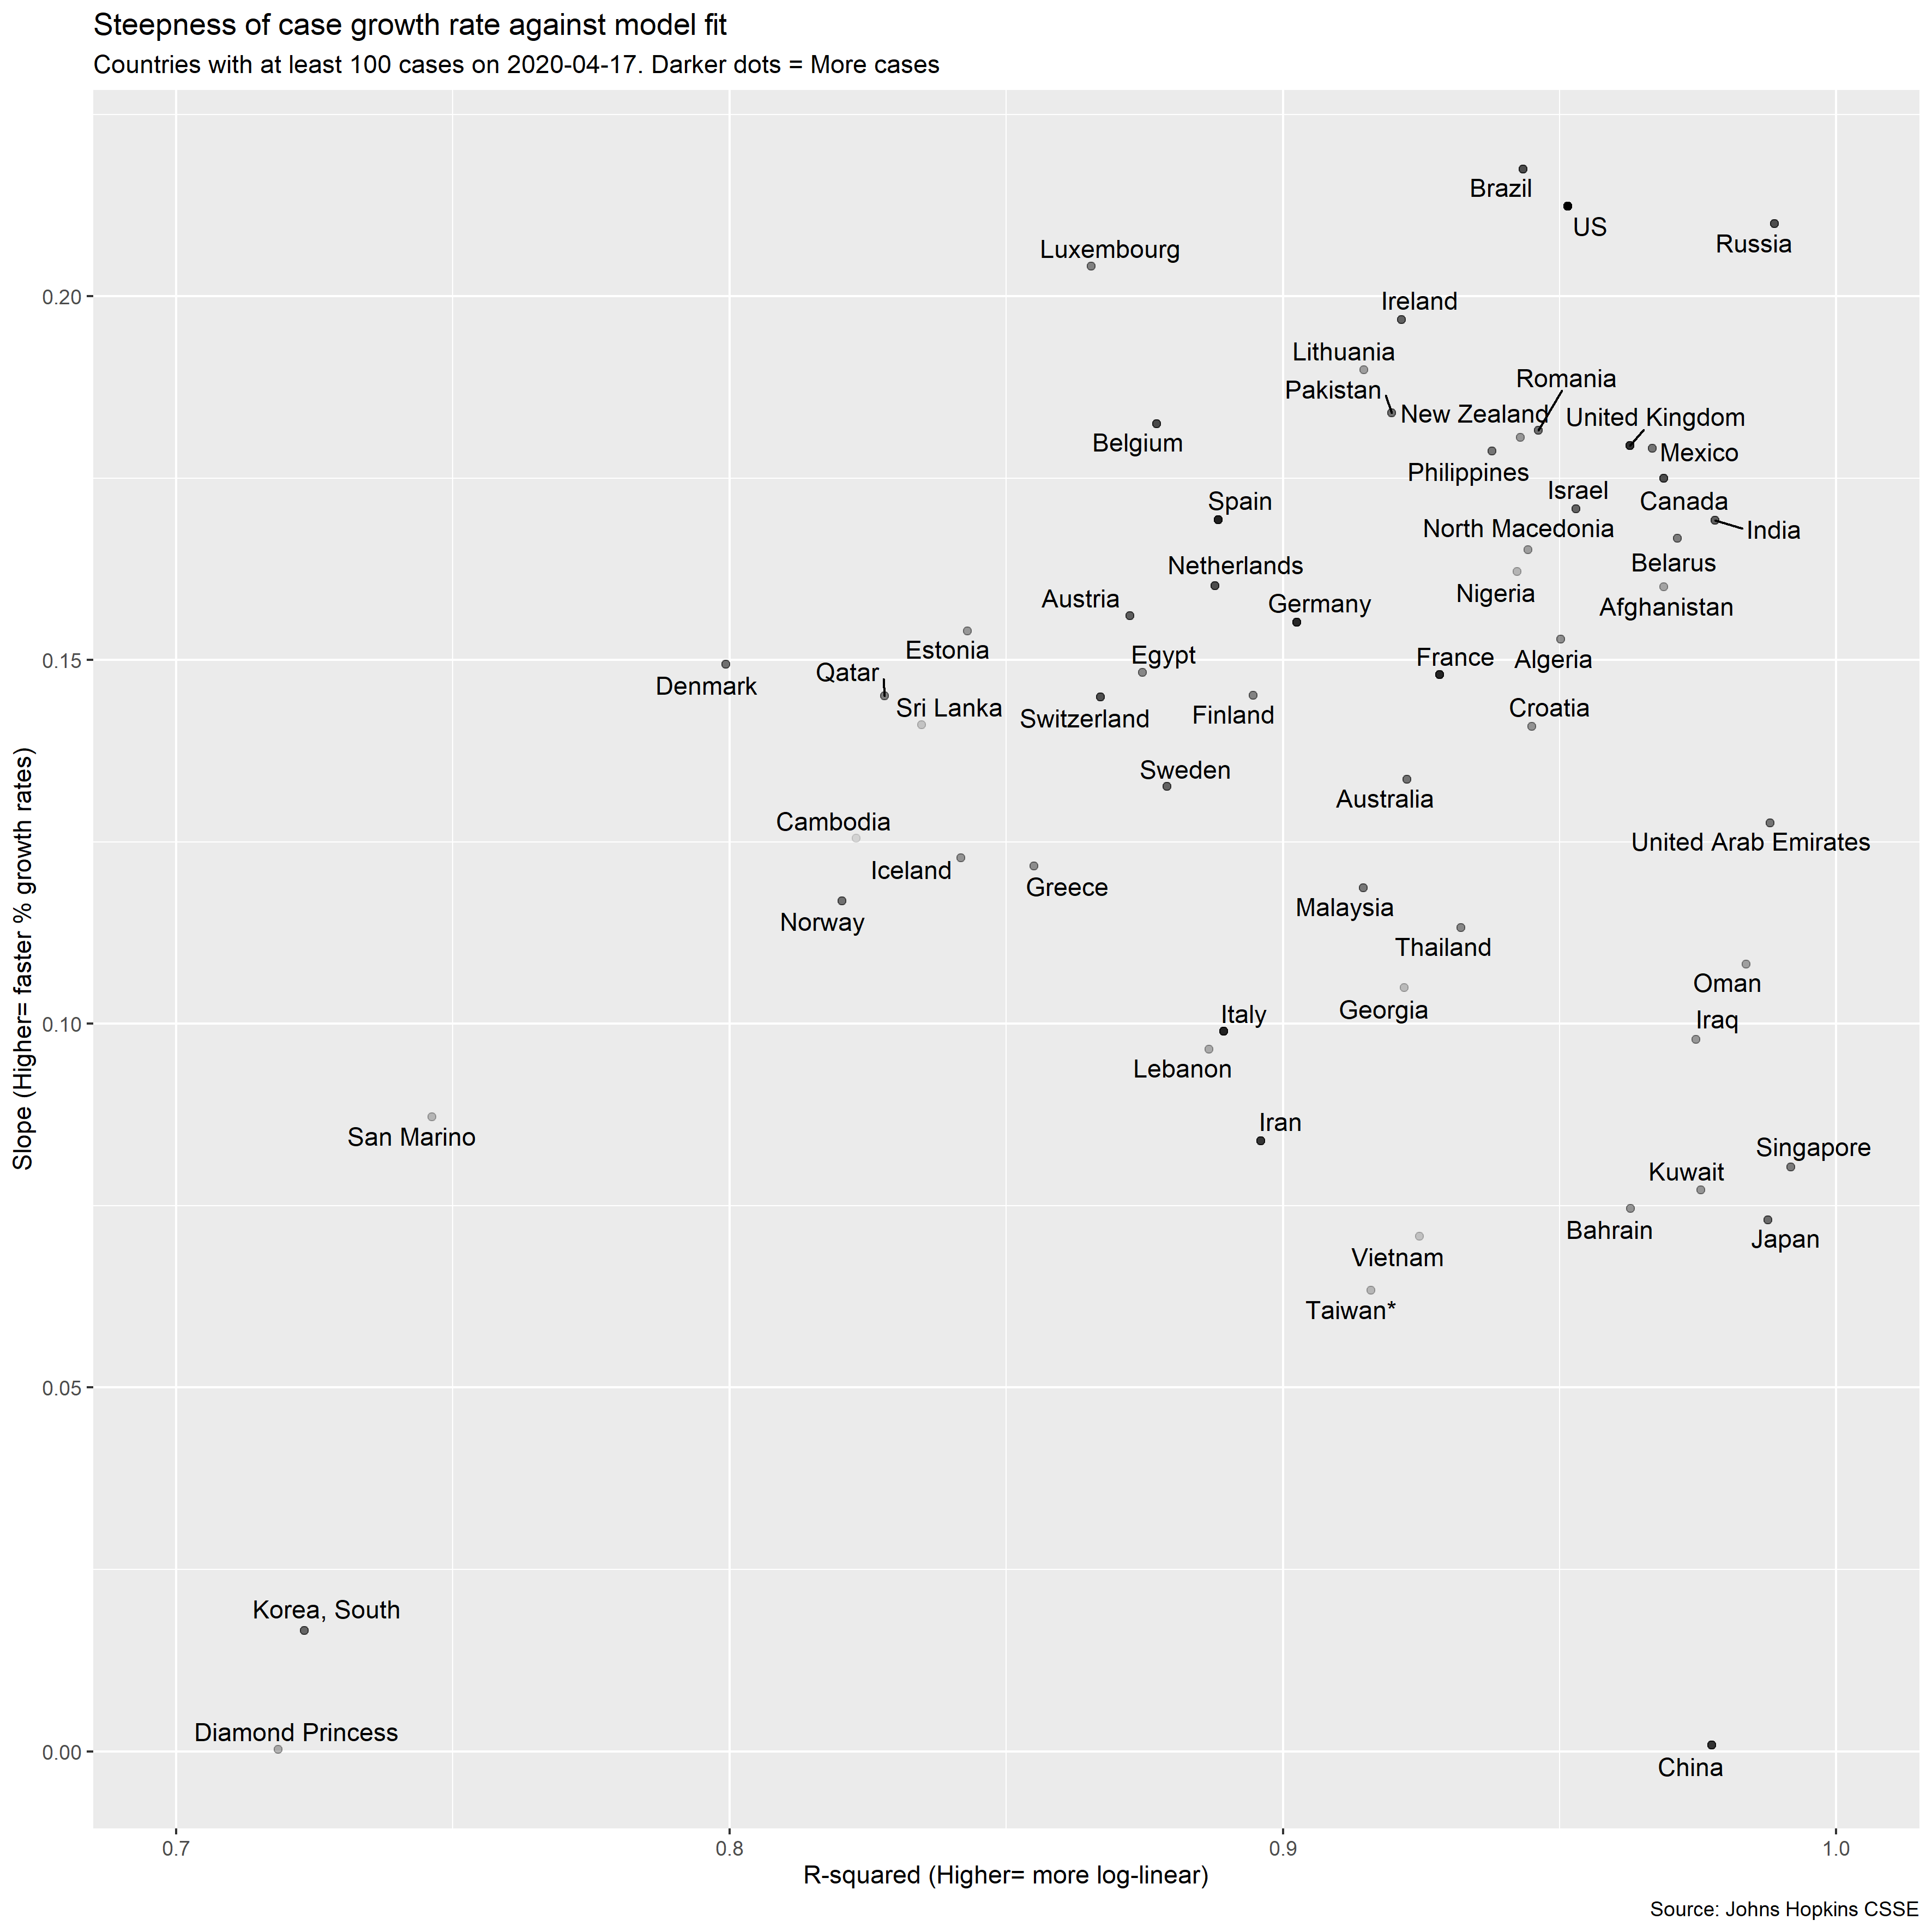 Steepness of case growth rate against model fit
Countries with at least 100 cases on 2020-04-17. Darker dots = More cases
Slope (Higher= faster % growth rates)
0.20
0.15
0.10
0.05
0.00
Brazil
US
Russia
Luxembourg
Ireland
Lithuania
Romania
Pakistan
New Zealand
United Kingdom
Belgium
Mexico
Philippines
Israel
Spain
Canada
North Macedonia
India
Netherlands
Belarus
Nigeria
Austria
Germany
Afghanistan
Estonia
Egypt
France
Algeria
Qatar
Denmark
Sri Lanka
Switzerland
Finland
Croatia
Sweden
Australia
Cambodia
United Arab Emirates
Iceland
Greece
Malaysia
Norway
Thailand
Oman
Georgia
Italy
Iraq
Lebanon
Iran
San Marino
Singapore
Kuwait
Bahrain
Japan
Vietnam
Taiwan*
Korea, South
Diamond Princess
China
0.7
0.8
0.9
1.0
R-squared (Higher= more log-linear)
Source: Johns Hopkins CSSE